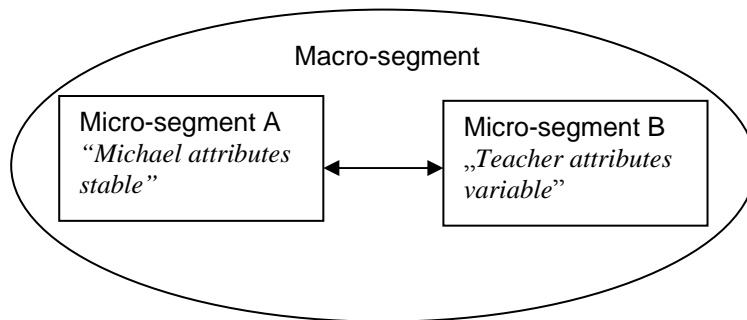 Macro-segment
Micro-segment A
“Michael attributes
stable”
Micro-segment B
„Teacher attributes
variable”